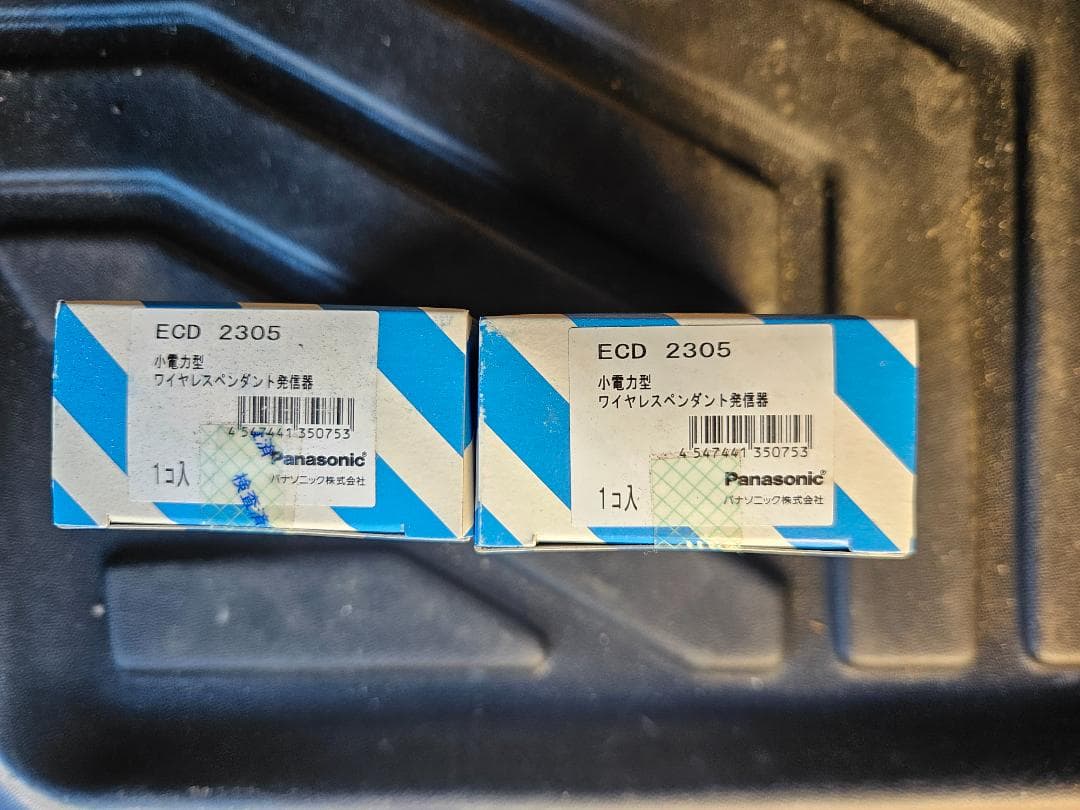 ECD 2305
小電力型
ワイヤレスペンダント発信器
4 547441 350753
Panasonic
1コ入
パナソニック株式会社
検査済
ECD 2305
小電力型
ワイヤレスペンダント発信器
4 547441 350753
Panasonic
1コ入
パナソニック株式会社